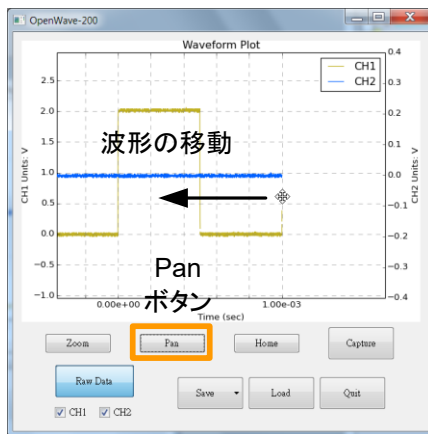 OpenWave-200
Waveform Plot
CH1
CH2
2.5
2.0
1.5
1.0
0.5
0.0
−0.5
−1.0
CH1 Units: V
0.4
0.3
0.2
0.1
0.0
−0.1
−0.2
−0.3
−0.4
CH2 Units: V
波形の移動
Pan
ボタン
0.00e+00
1.00e-03
Time (sec)
Zoom
Pan
Home
Capture
Raw Data
Save
Load
Quit
CH1
CH2